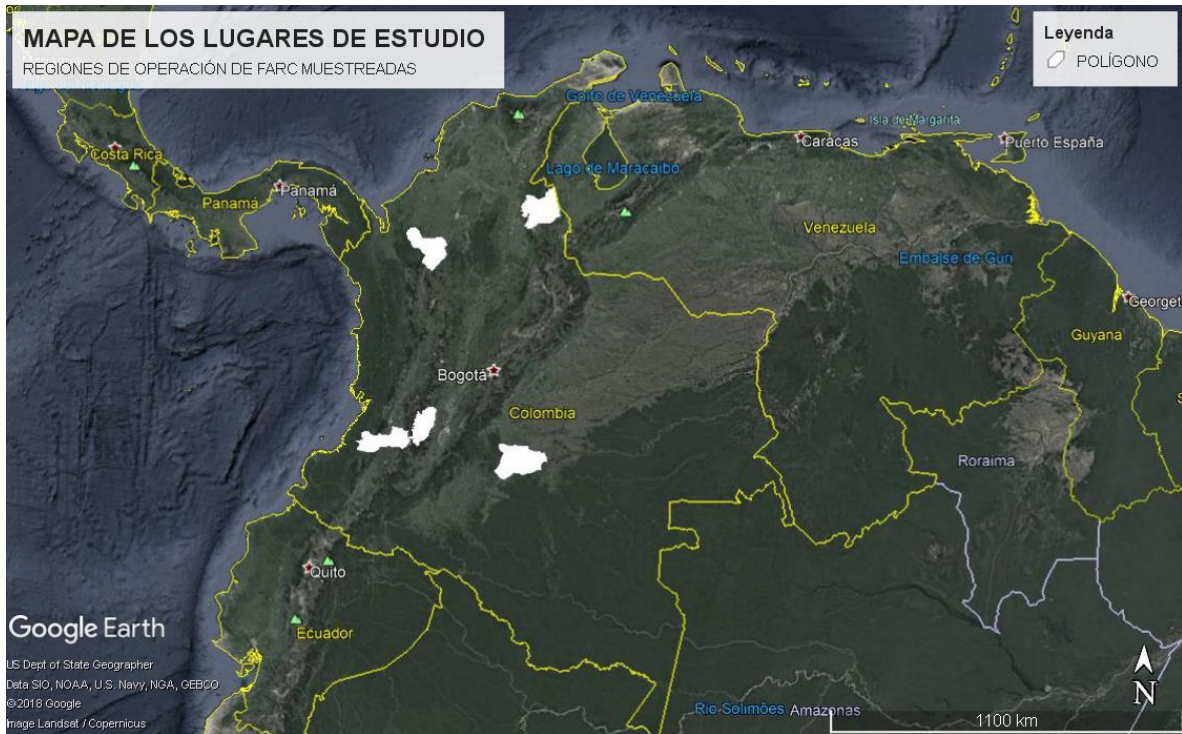 MAPA DE LOS LUGARES DE ESTUDIO
REGIONES DE OPERACIÓN DE FARC MUESTREADAS
Leyenda
POLÍGONO
Golfo de Venezuela
Isla de Margarita
Costa Rica
Caracas
Puerto España
Lago de Maracaibo
Panamá
Panamá
Venezuela
Embalse de Guri
Georget
Guyana
Bogotá
Colombia
S
Roraima
Quito
Ecuador
Google Earth
US Dept of State Geographer
Data SIO, NOAA, U.S. Navy, NGA, GEBCO
©2018 Google
Image Landsat / Copernicus
N
Rio Solimões
Amazonas
1100 km